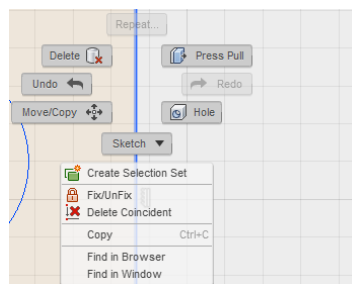 Repeat...
Delete
Press Pull
Undo
Redo
Move/Copy
Hole
Sketch
Create Selection Set
Fix/UnFix
Delete Coincident
Copy Ctrl+C
Find in Browser
Find in Window